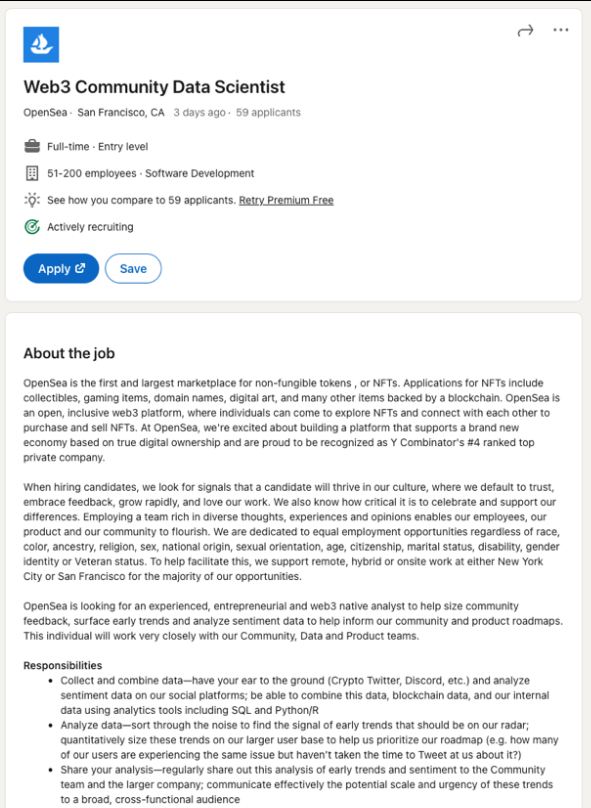 Web3 Community Data Scientist
OpenSea · San Francisco, CA 3 days ago · 59 applicants
Full-time · Entry level
51-200 employees · Software Development
See how you compare to 59 applicants. Retry Premium Free
Actively recruiting
Apply
Save
About the job
OpenSea is the first and largest marketplace for non-fungible tokens , or NFTs. Applications for NFTs include
collectibles, gaming items, domain names, digital art, and many other items backed by a blockchain. OpenSea is
an open, inclusive web3 platform, where individuals can come to explore NFTs and connect with each other to
purchase and sell NFTs. At OpenSea, we're excited about building a platform that supports a brand new
economy based on true digital ownership and are proud to be recognized as Y Combinator's #4 ranked top
private company.
When hiring candidates, we look for signals that a candidate will thrive in our culture, where we default to trust,
embrace feedback, grow rapidly, and love our work. We also know how critical it is to celebrate and support our
differences. Employing a team rich in diverse thoughts, experiences and opinions enables our employees, our
product and our community to flourish. We are dedicated to equal employment opportunities regardless of race,
color, ancestry, religion, sex, national origin, sexual orientation, age, citizenship, marital status, disability, gender
identity or Veteran status. To help facilitate this, we support remote, hybrid or onsite work at either New York
City or San Francisco for the majority of our opportunities.
OpenSea is looking for an experienced, entrepreneurial and web3 native analyst to help size community
feedback, surface early trends and analyze sentiment data to help inform our community and product roadmaps.
This individual will work very closely with our Community, Data and Product teams.
Responsibilities
• Collect and combine data—have your ear to the ground (Crypto Twitter, Discord, etc.) and analyze
sentiment data on our social platforms; be able to combine this data, blockchain data, and our internal
data using analytics tools including SQL and Python/R
• Analyze data—sort through the noise to find the signal of early trends that should be on our radar;
quantitatively size these trends on our larger user base to help us prioritize our roadmap (e.g. how many
of our users are experiencing the same issue but haven't taken the time to Tweet at us about it?)
• Share your analysis—regularly share out this analysis of early trends and sentiment to the Community
team and the larger company; communicate effectively the potential scale and urgency of these trends
to a broad, cross-functional audience